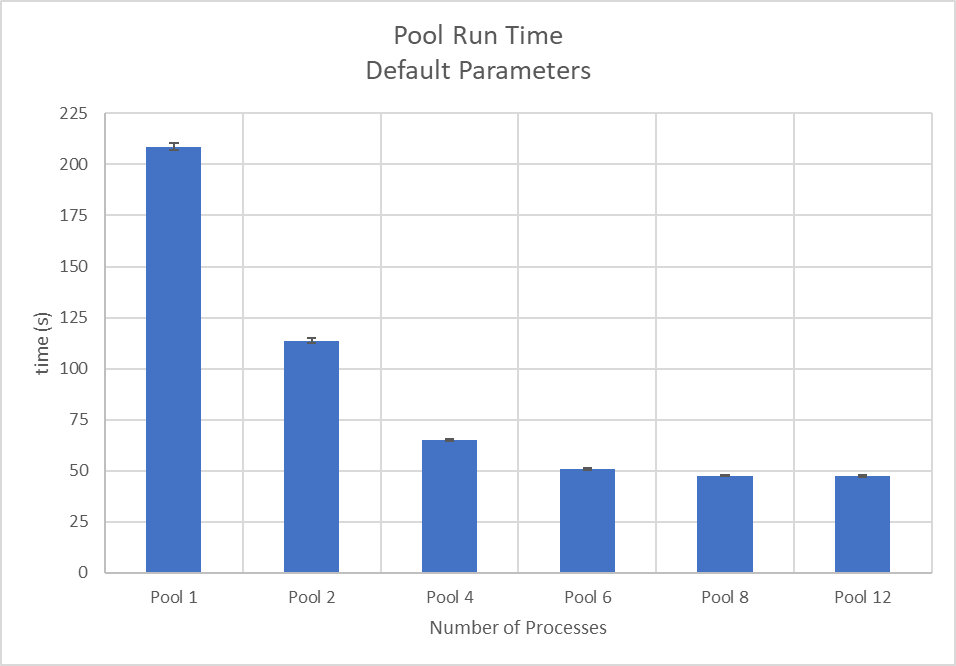 Pool Run Time
Default Parameters
225
200
175
150
125
100
75
50
25
0
time (s)
Pool 1 Pool 2 Pool 4 Pool 6 Pool 8 Pool 12
Number of Processes